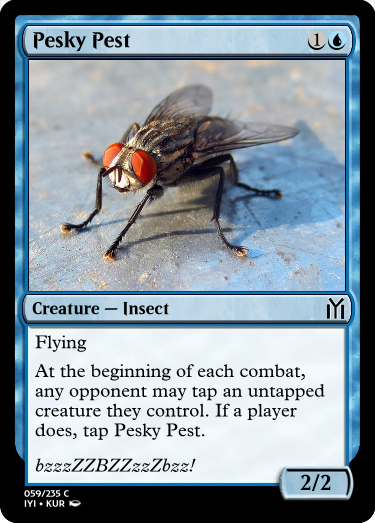 Pesky Pest 1
Creature — Insect
Flying
At the beginning of each combat,
any opponent may tap an untapped
creature they control. If a player
does, tap Pesky Pest.
bzzzZZBZZzzZbzz!
2/2
059/235 C
IYI • KUR